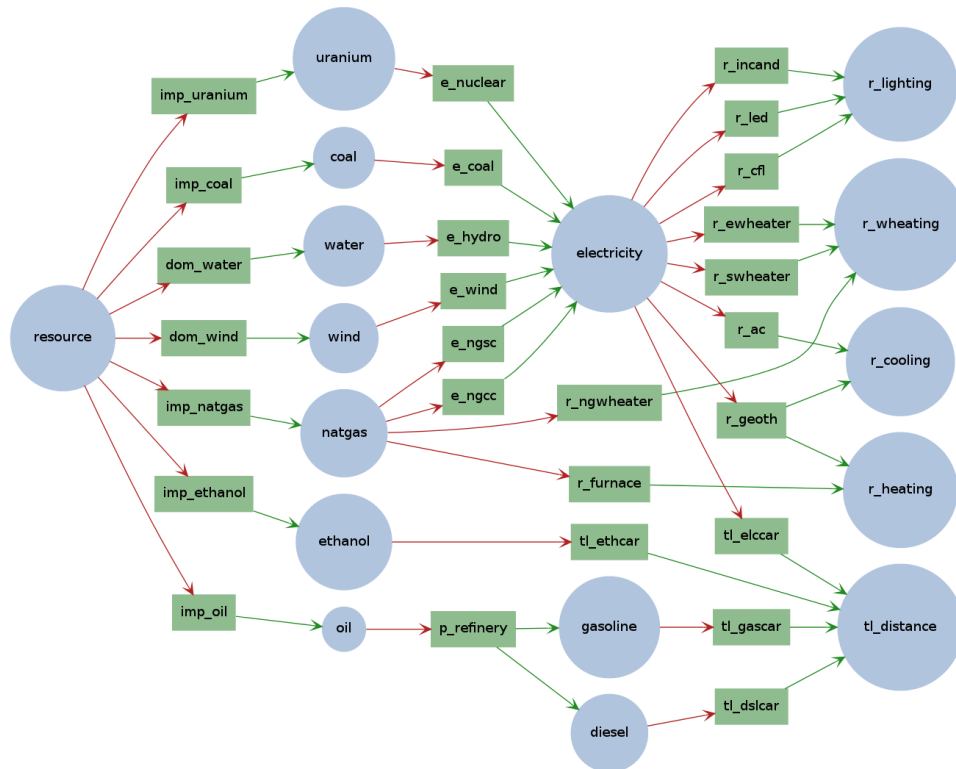 resource
imp_uranium
imp_coal
dom_water
dom_wind
imp_natgas
imp_ethanol
imp_oil
uranium
coal
water
wind
natgas
ethanol
oil
e_nuclear
e_coal
e_hydro
e_wind
e_ngsc
e_ngcc
p_refinery
electricity
r_ngwheater
r_furnace
tl_ethcar
gasoline
diesel
r_incand
r_led
r_cfl
r_ewheater
r_swheater
r_ac
r_geoth
tl_elccar
tl_gascar
tl_dslcar
r_lighting
r_wheating
r_cooling
r_heating
tl_distance